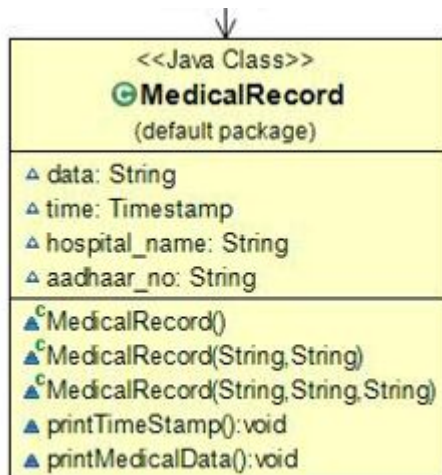 <<Java Class>>
MedicalRecord
(default package)
data: String
time: Timestamp
hospital_name: String
aadhaar_no: String
MedicalRecord()
MedicalRecord(String,String)
MedicalRecord(String,String,String)
printTimeStamp():void
printMedicalData():void